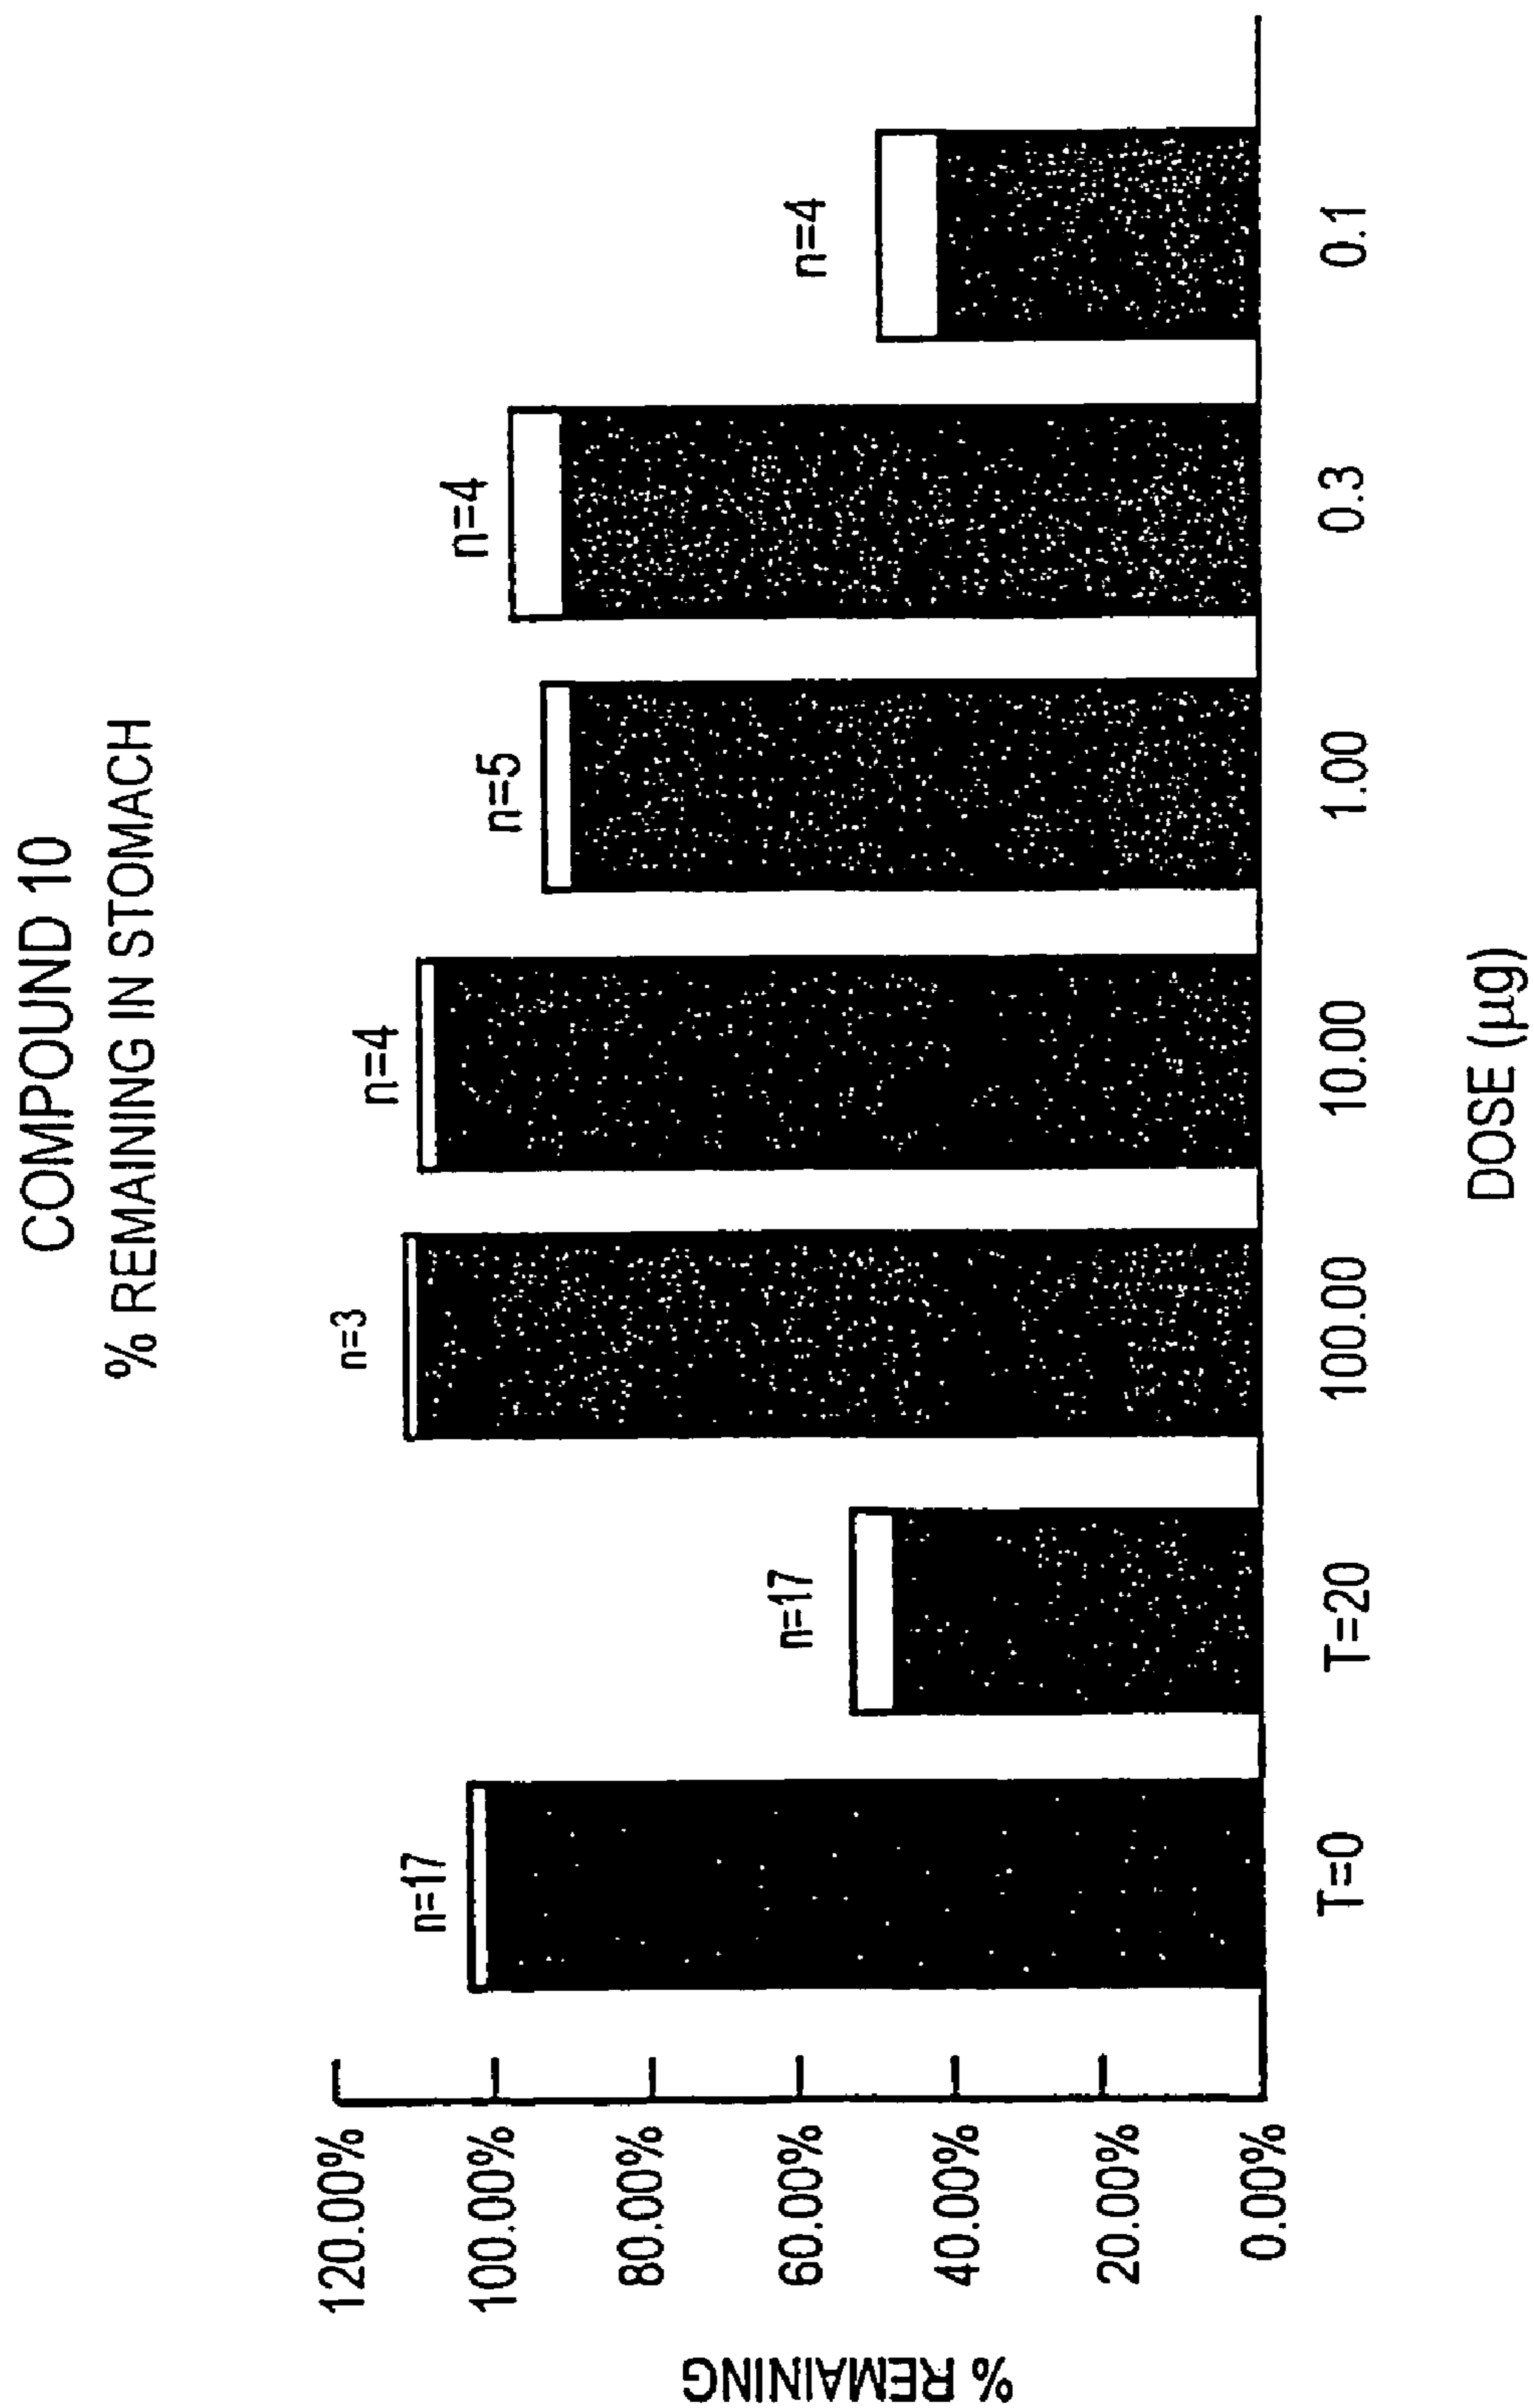 COMPOUND 10
% REMAINING IN STOMACH
% REMAINING
120.00%
100.00%
80.00%
60.00%
40.00%
20.00%
0.00%
n=17
n=17
n=3
n=4
n=5
n=4
n=4
T=0
T=20
100.00
10.00
1.00
0.3
0.1
DOSE (μg)